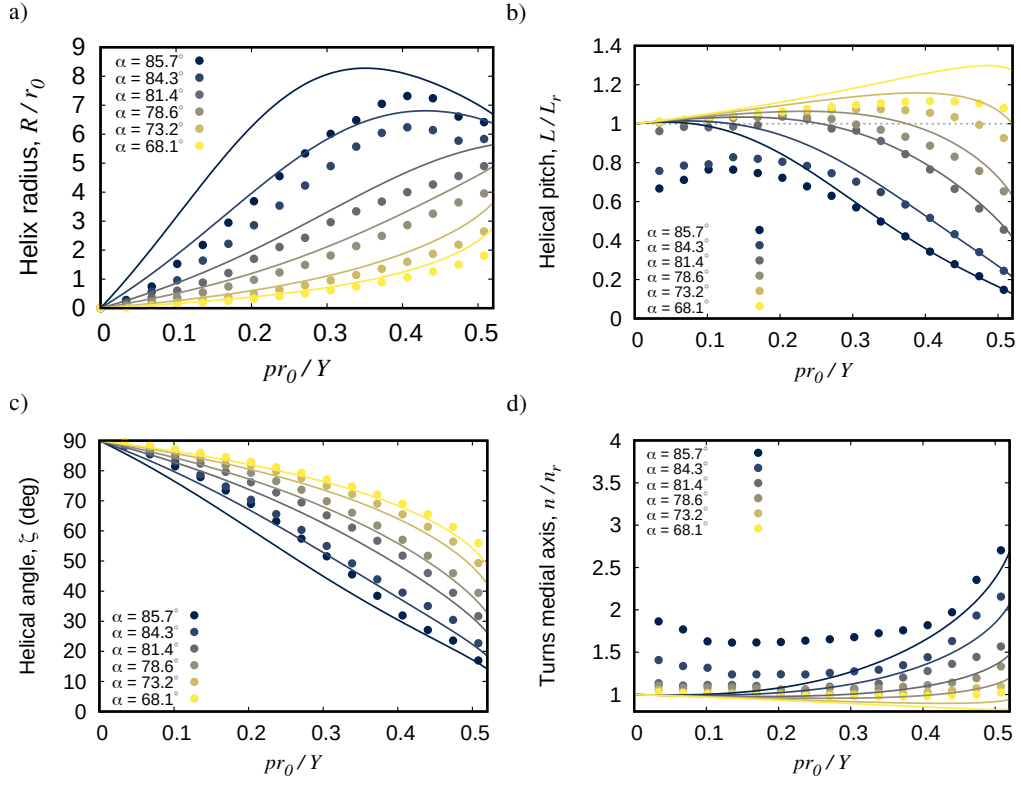 a)
9
8
7
6
5
4
3
2
1
0
Helix radius, R / r0
α = 85.7°
α = 84.3°
α = 81.4°
α = 78.6°
α = 73.2°
α = 68.1°
0 0.1 0.2 0.3 0.4 0.5
pr0 / Y
b)
1.4
1.2
1
0.8
0.6
0.4
0.2
0
Helical pitch, L / Lr
α = 85.7°
α = 84.3°
α = 81.4°
α = 78.6°
α = 73.2°
α = 68.1°
0 0.1 0.2 0.3 0.4 0.5
pr0 / Y
c)
90
80
70
60
50
40
30
20
10
0
Helical angle, ζ (deg)
α = 85.7°
α = 84.3°
α = 81.4°
α = 78.6°
α = 73.2°
α = 68.1°
0 0.1 0.2 0.3 0.4 0.5
pr0 / Y
d)
4
3.5
3
2.5
2
1.5
1
Turns medial axis, n / nr
α = 85.7°
α = 84.3°
α = 81.4°
α = 78.6°
α = 73.2°
α = 68.1°
0 0.1 0.2 0.3 0.4 0.5
pr0 / Y